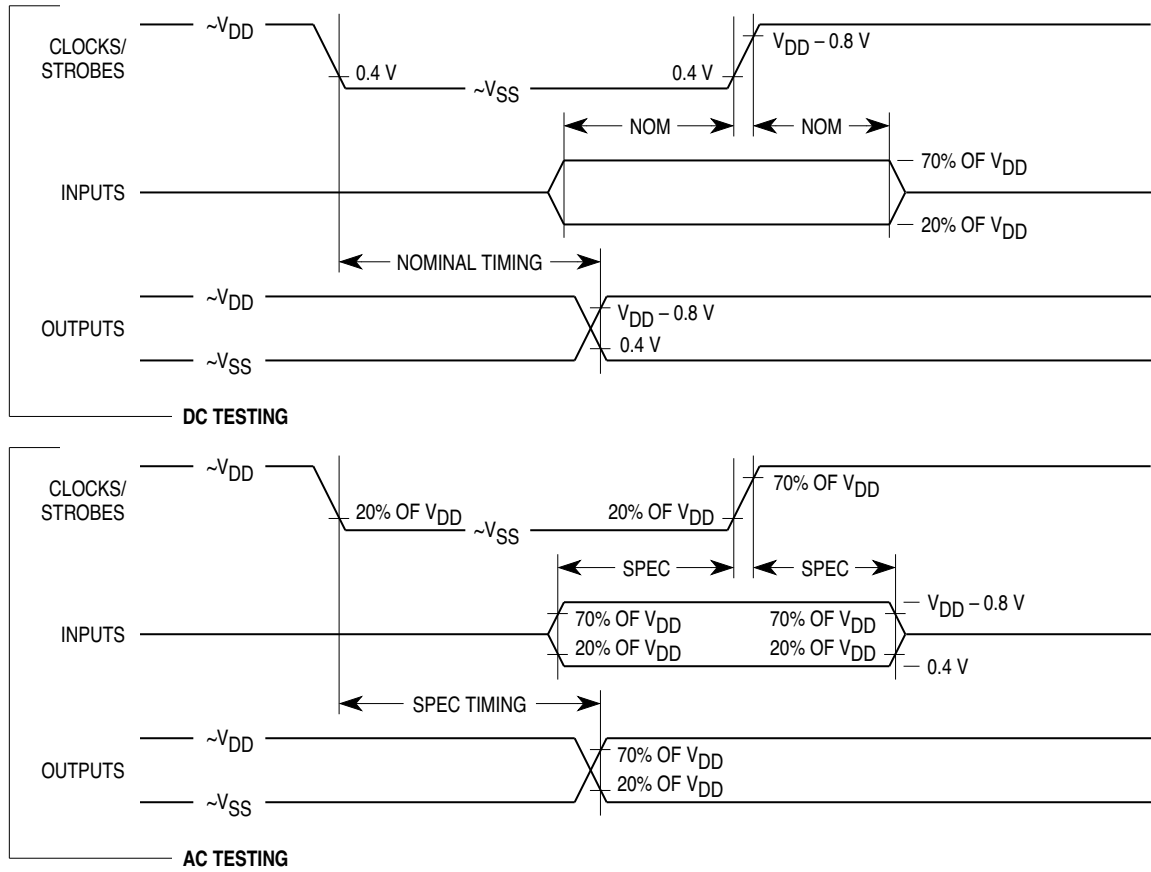 ~VDD
CLOCKS/
STROBES
VDD – 0.8 V
0.4 V
0.4 V
~VSS
NOM
NOM
70% OF VDD
INPUTS
20% OF VDD
NOMINAL TIMING
~VDD
VDD – 0.8 V
OUTPUTS
0.4 V
~VSS
DC TESTING
~VDD
CLOCKS/
STROBES
70% OF VDD
20% OF VDD
20% OF VDD
~VSS
SPEC
SPEC
VDD – 0.8 V
70% OF VDD
70% OF VDD
INPUTS
20% OF VDD
20% OF VDD
0.4 V
SPEC TIMING
~VDD
70% OF VDD
OUTPUTS
20% OF VDD
~VSS
AC TESTING